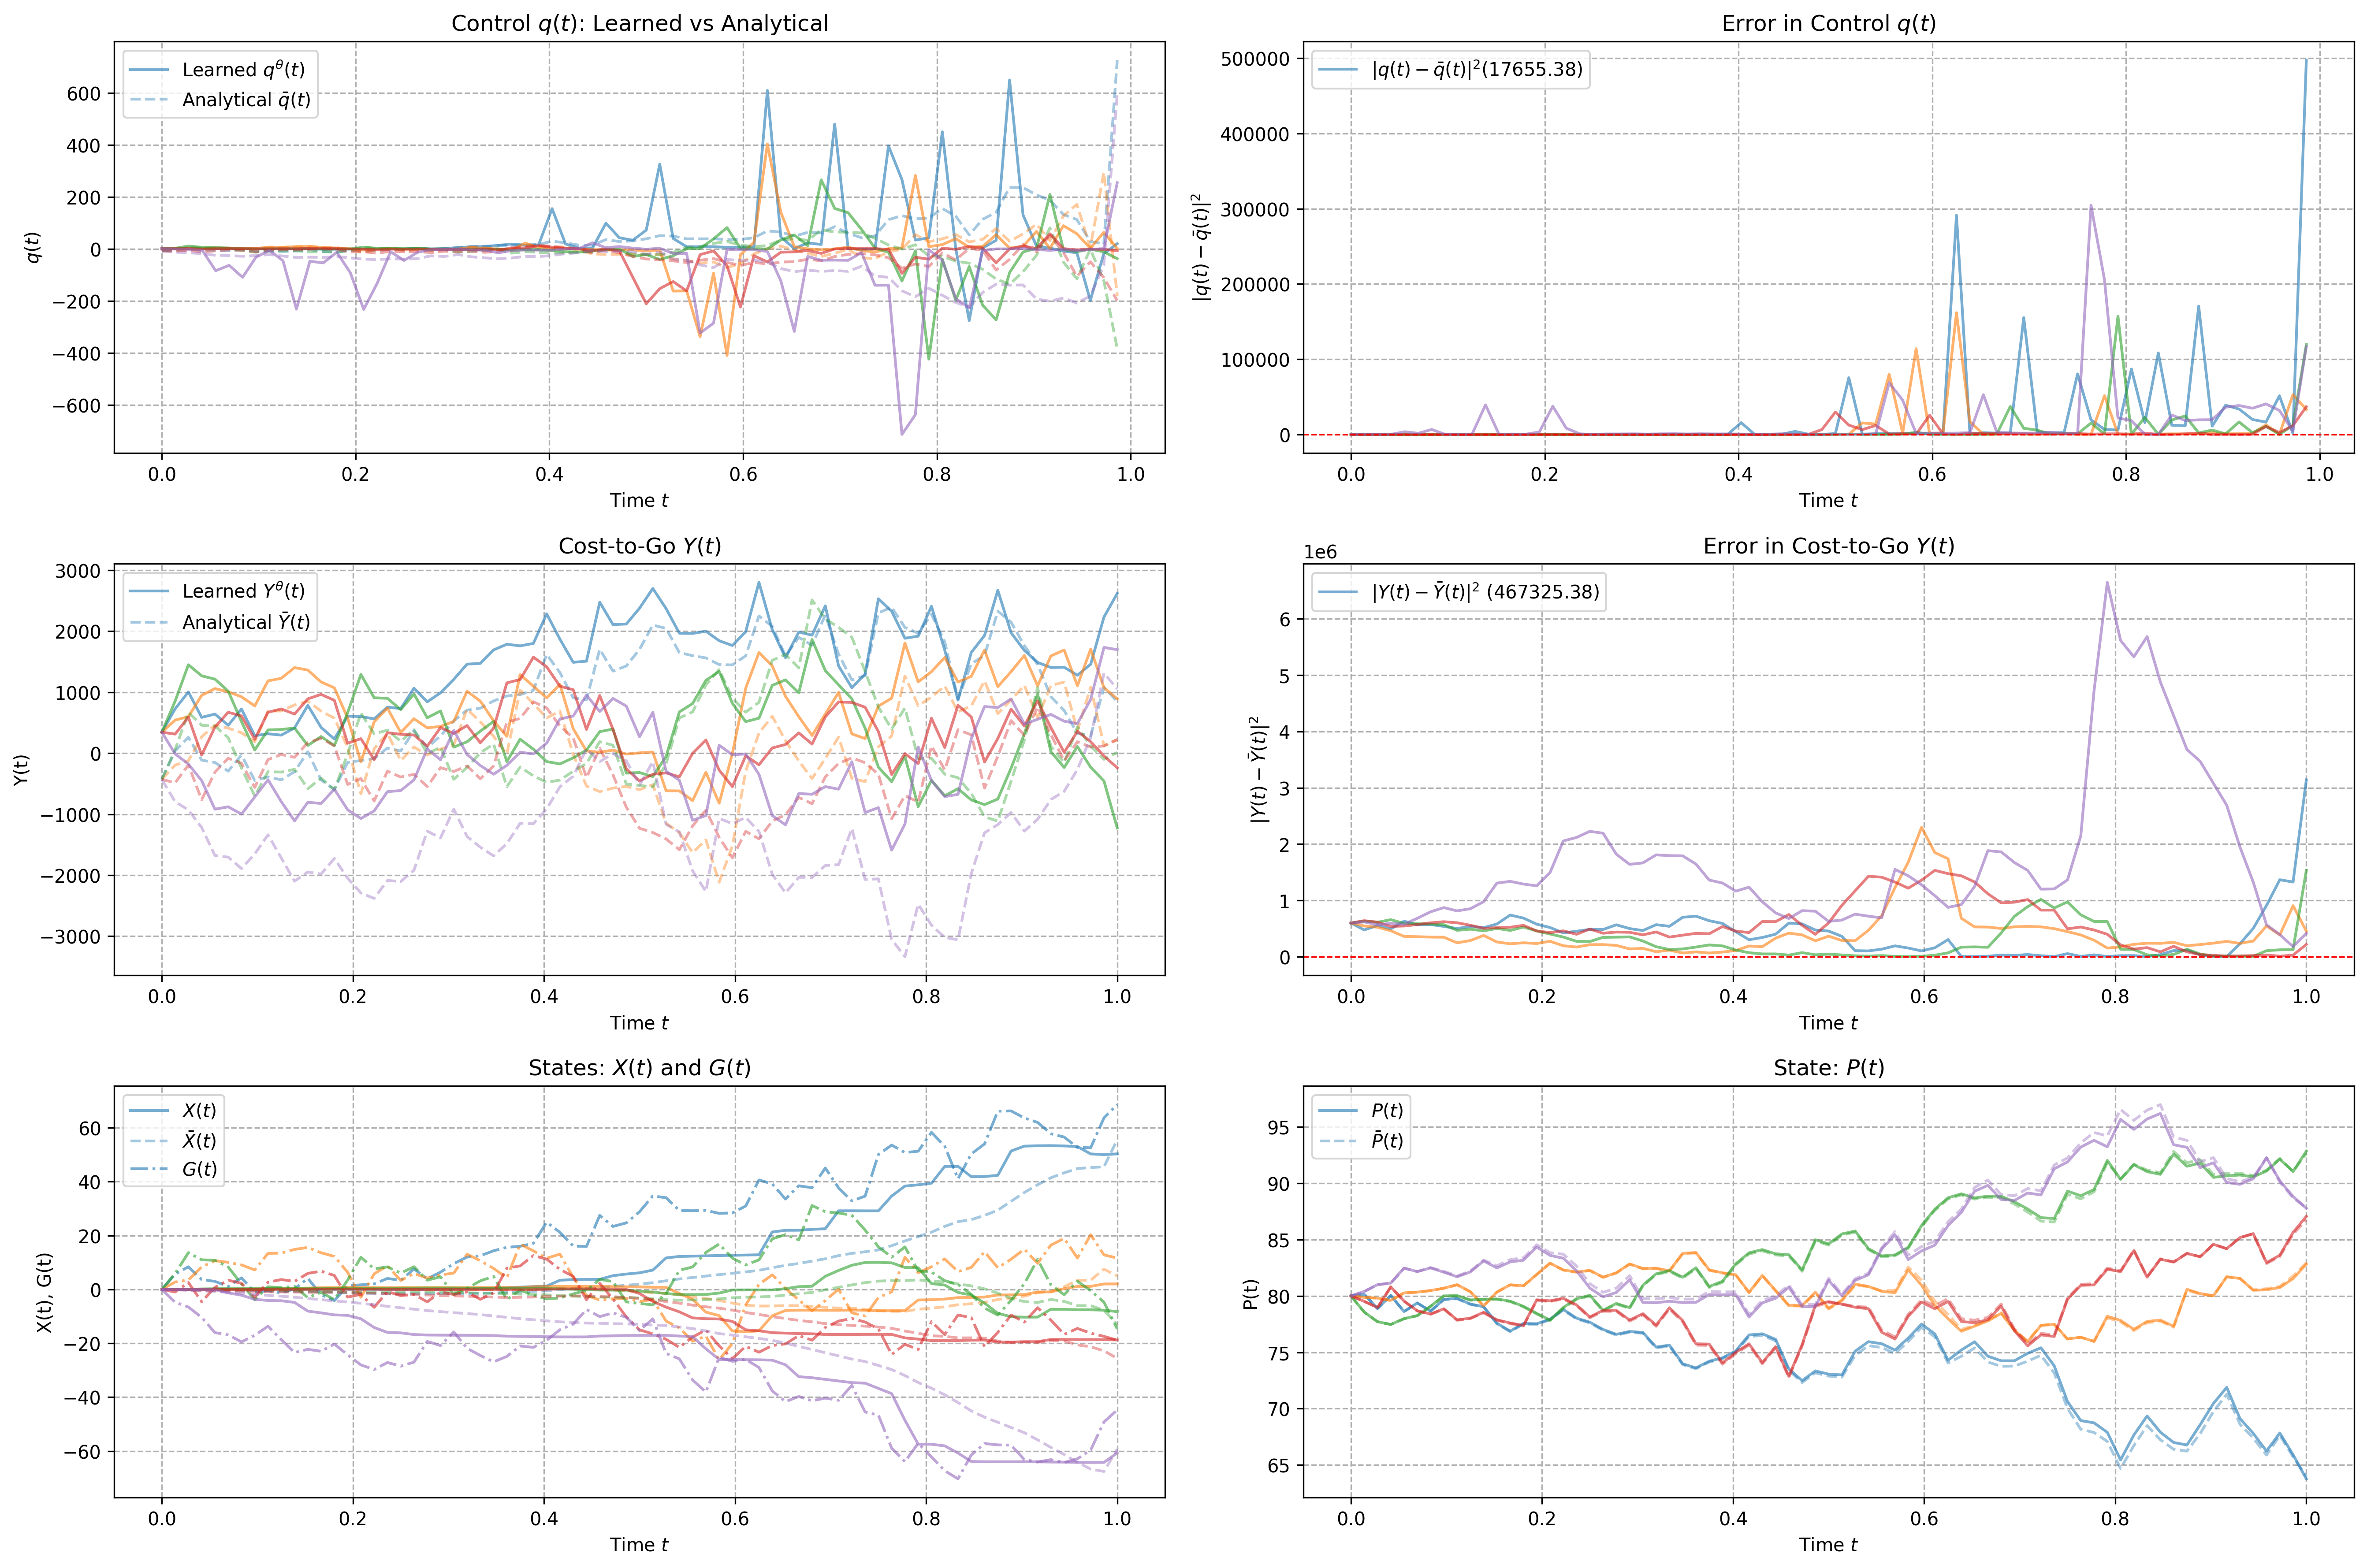 Control q(t): Learned vs Analytical
Learned q^θ(t)
Analytical q̄(t)
q(t)
600
400
200
0
−200
−400
−600
0.0 0.2 0.4 0.6 0.8 1.0
Time t
Error in Control q(t)
|q(t) − q̄(t)|²(17655.38)
|q(t) − q̄(t)|²
500000
400000
300000
200000
100000
0
0.0 0.2 0.4 0.6 0.8 1.0
Time t
Cost-to-Go Y(t)
Learned Y^θ(t)
Analytical Ȳ(t)
Y(t)
3000
2000
1000
0
−1000
−2000
−3000
0.0 0.2 0.4 0.6 0.8 1.0
Time t
Error in Cost-to-Go Y(t)
1e6
|Y(t) − Ȳ(t)|² (467325.38)
|Y(t) − Ȳ(t)|²
6
5
4
3
2
1
0
0.0 0.2 0.4 0.6 0.8 1.0
Time t
States: X(t) and G(t)
X(t)
X̄(t)
G(t)
X(t), G(t)
60
40
20
0
−20
−40
−60
0.0 0.2 0.4 0.6 0.8 1.0
Time t
State: P(t)
P(t)
P̄(t)
P(t)
95
90
85
80
75
70
65
0.0 0.2 0.4 0.6 0.8 1.0
Time t